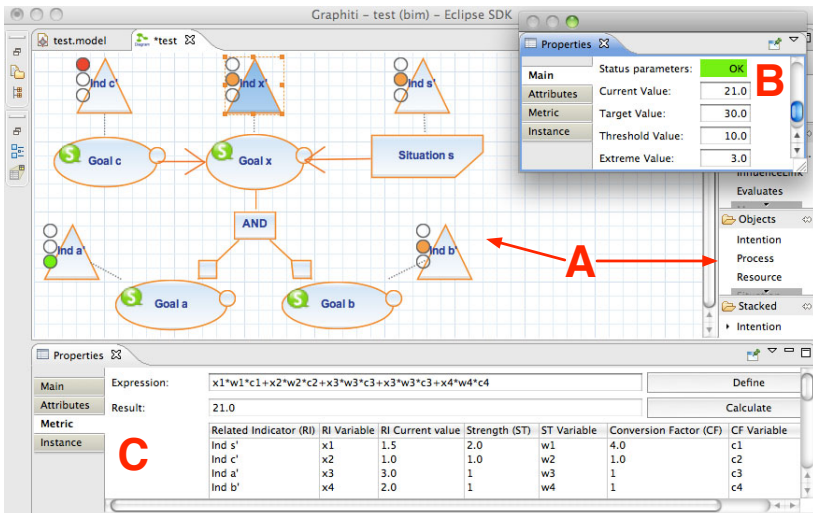 Graphiti - test (bim) - Eclipse SDK
test.model
*test
Properties
Main
Attributes
Metric
Instance
Status parameters: OK
Current Value: 21.0
Target Value: 30.0
Threshold Value: 10.0
Extreme Value: 3.0
B
Ind c'
Ind x'
Ind s'
Goal c
Goal x
Situation s
AND
Ind a'
Ind b'
Goal a
Goal b
A
Evaluates
Objects
Intention
Process
Resource
Stacked
Intention
Properties
Main
Attributes
Metric
Instance
C
Expression: x1*w1*c1+x2*w2*c2+x3*w3*c3+x3*w3*c3+x4*w4*c4 Define
Result: 21.0 Calculate
Related Indicator (RI) RI Variable RI Current value Strength (ST) ST Variable Conversion Factor (CF) CF Variable
Ind s' x1 1.5 2.0 w1 4.0 c1
Ind c' x2 1.0 1.0 w2 1.0 c2
Ind a' x3 3.0 1 w3 1 c3
Ind b' x4 2.0 1 w4 1 c4